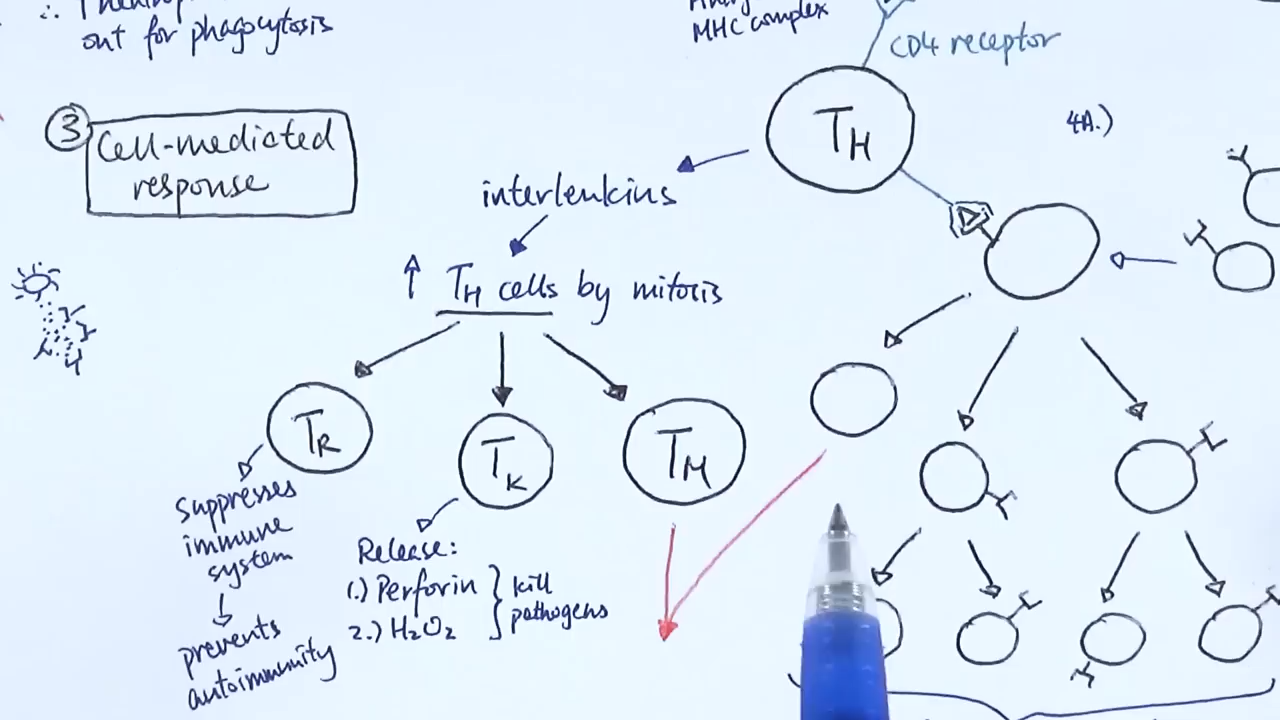 out for phagocytosis
MHC complex
CD4 receptor
3
Cell-mediated
response
TH
4A.)
interleukins
↑ TH cells by mitosis
TR
TK
TM
Suppresses
immune
system
↓
prevents
autoimmunity
Release:
1.) Perforin
2.) H2O2
kill
pathogens